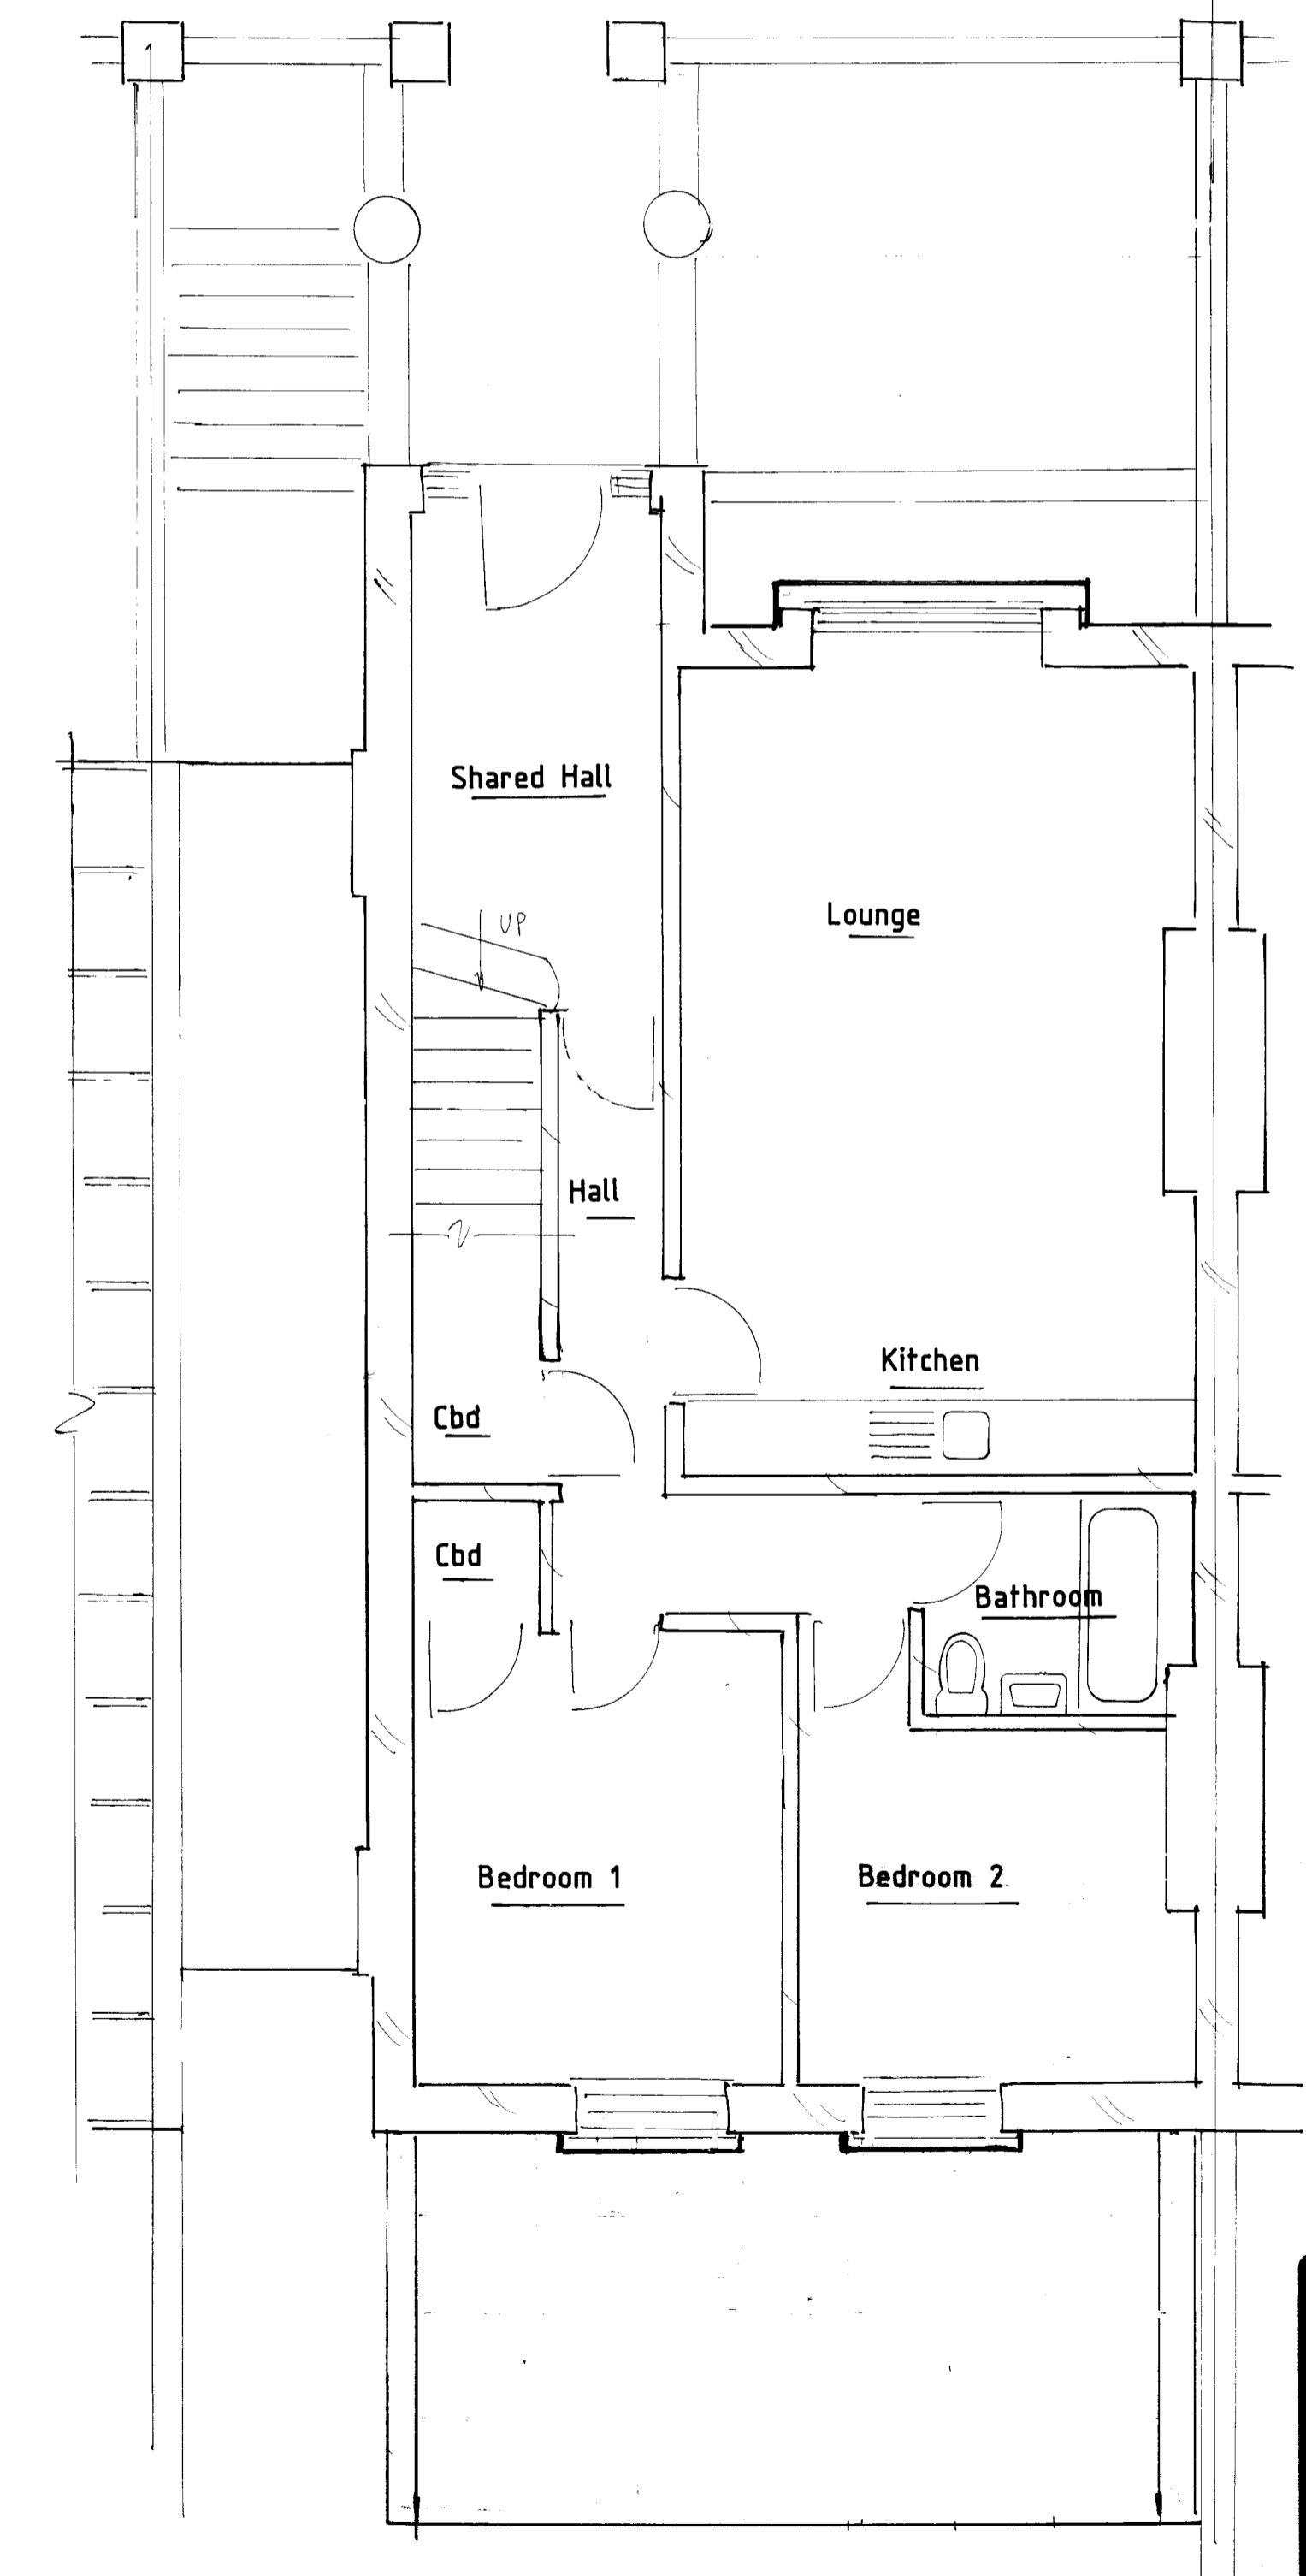 Shared Hall
UP
Lounge
Hall
Kitchen
Cbd
Cbd
Bathroom
Bedroom 1
Bedroom 2